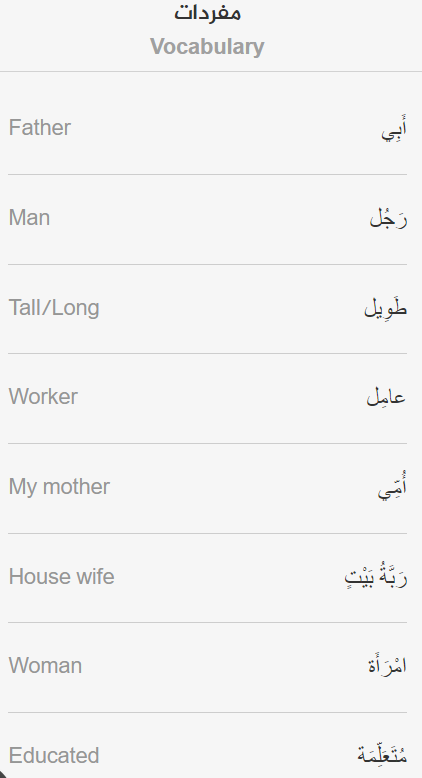 مفردات
Vocabulary
Father أَبِي
Man رَجُل
Tall/Long طَوِيل
Worker عامِل
My mother أُمِّي
House wife رَبَّةُ بَيْتٍ
Woman امْرَأَة
Educated مُتَعَلِّمَة